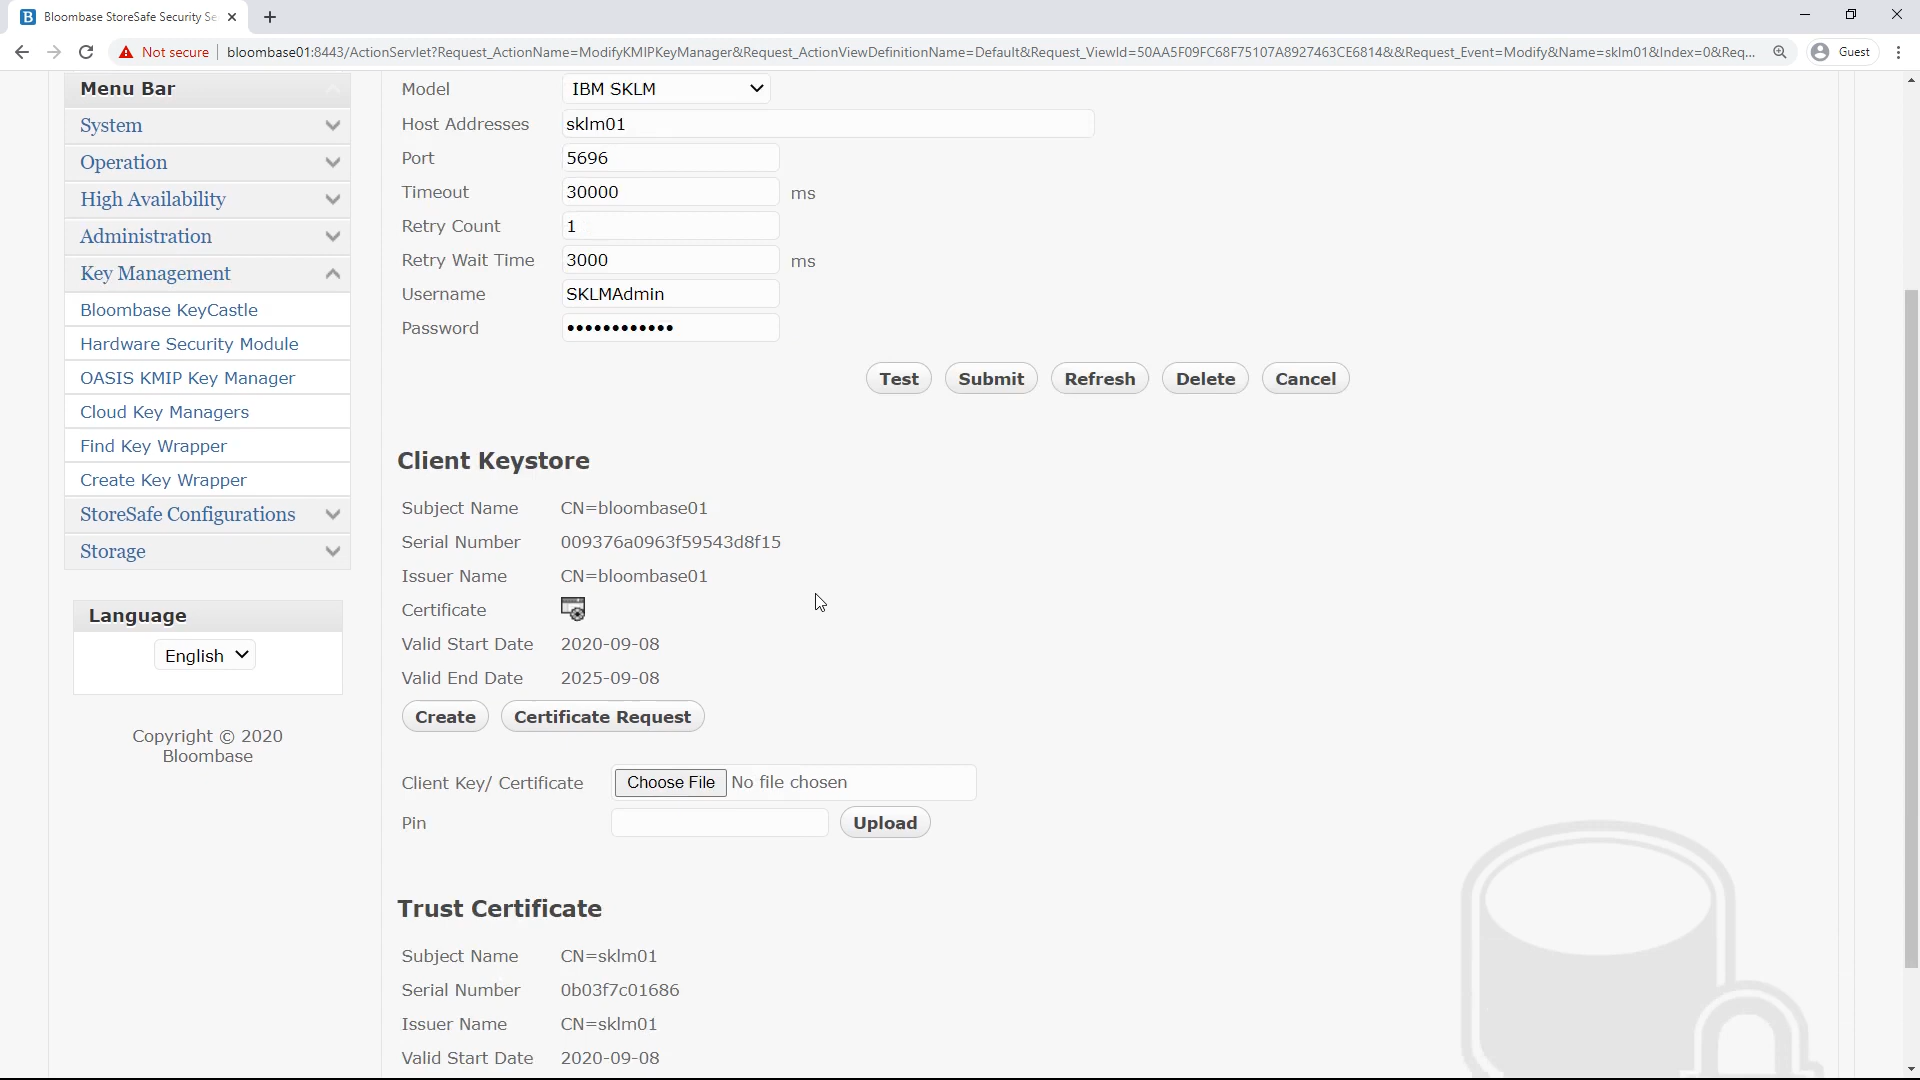 Bloombase StoreSafe Security Se
Not secure
bloombase01:8443/ActionServlet?Request_ActionName=ModifyKMIPKeyManager&Request_ActionViewDefinitionName=Default&Request_ViewId=50AA5F09FC68F75107A8927463CE6814&&Request_Event=Modify&Name=sklm01&Index=0&Req...
Guest
Menu Bar
System
Operation
High Availability
Administration
Key Management
Bloombase KeyCastle
Hardware Security Module
OASIS KMIP Key Manager
Cloud Key Managers
Find Key Wrapper
Create Key Wrapper
StoreSafe Configurations
Storage
Language
English
Copyright © 2020
Bloombase
Model IBM SKLM
Host Addresses sklm01
Port 5696
Timeout 30000 ms
Retry Count 1
Retry Wait Time 3000 ms
Username SKLMAdmin
Password ••••••••••••
Test Submit Refresh Delete Cancel
Client Keystore
Subject Name CN=bloombase01
Serial Number 009376a0963f59543d8f15
Issuer Name CN=bloombase01
Certificate
Valid Start Date 2020-09-08
Valid End Date 2025-09-08
Create Certificate Request
Client Key/ Certificate Choose File No file chosen
Pin Upload
Trust Certificate
Subject Name CN=sklm01
Serial Number 0b03f7c01686
Issuer Name CN=sklm01
Valid Start Date 2020-09-08